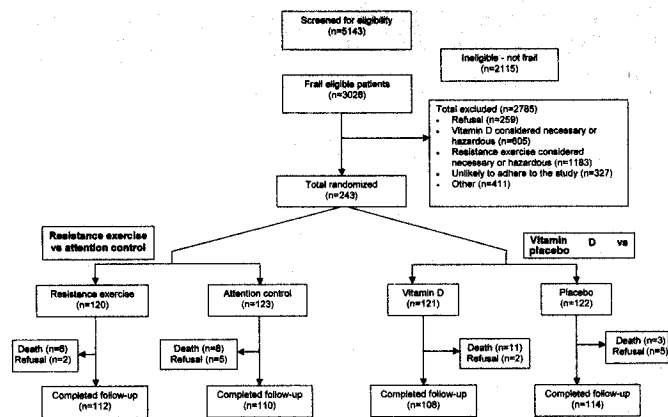 Screened for eligibility
(n=5143)
Ineligible - not frail
(n=2115)
Frail eligible patients
(n=3028)
Total excluded (n=2785)
• Refusal (n=259)
• Vitamin D considered necessary or
hazardous (n=605)
• Resistance exercise considered
necessary or hazardous (n=1183)
• Unlikely to adhere to the study (n=327)
• Other (n=411)
Total randomized
(n=243)
Resistance exercise
vs attention control
Vitamin D vs
placebo
Resistance exercise
(n=120)
Attention control
(n=123)
Vitamin D
(n=121)
Placebo
(n=122)
Death (n=6)
Refusal (n=2)
Death (n=8)
Refusal (n=5)
Death (n=11)
Refusal (n=2)
Death (n=3)
Refusal (n=5)
Completed follow-up
(n=112)
Completed follow-up
(n=110)
Completed follow-up
(n=108)
Completed follow-up
(n=114)